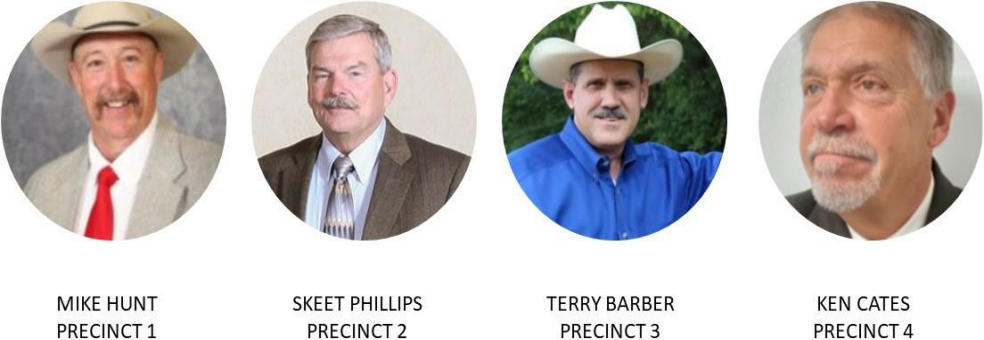 MIKE HUNT
PRECINCT 1
SKEET PHILLIPS
PRECINCT 2
TERRY BARBER
PRECINCT 3
KEN CATES
PRECINCT 4